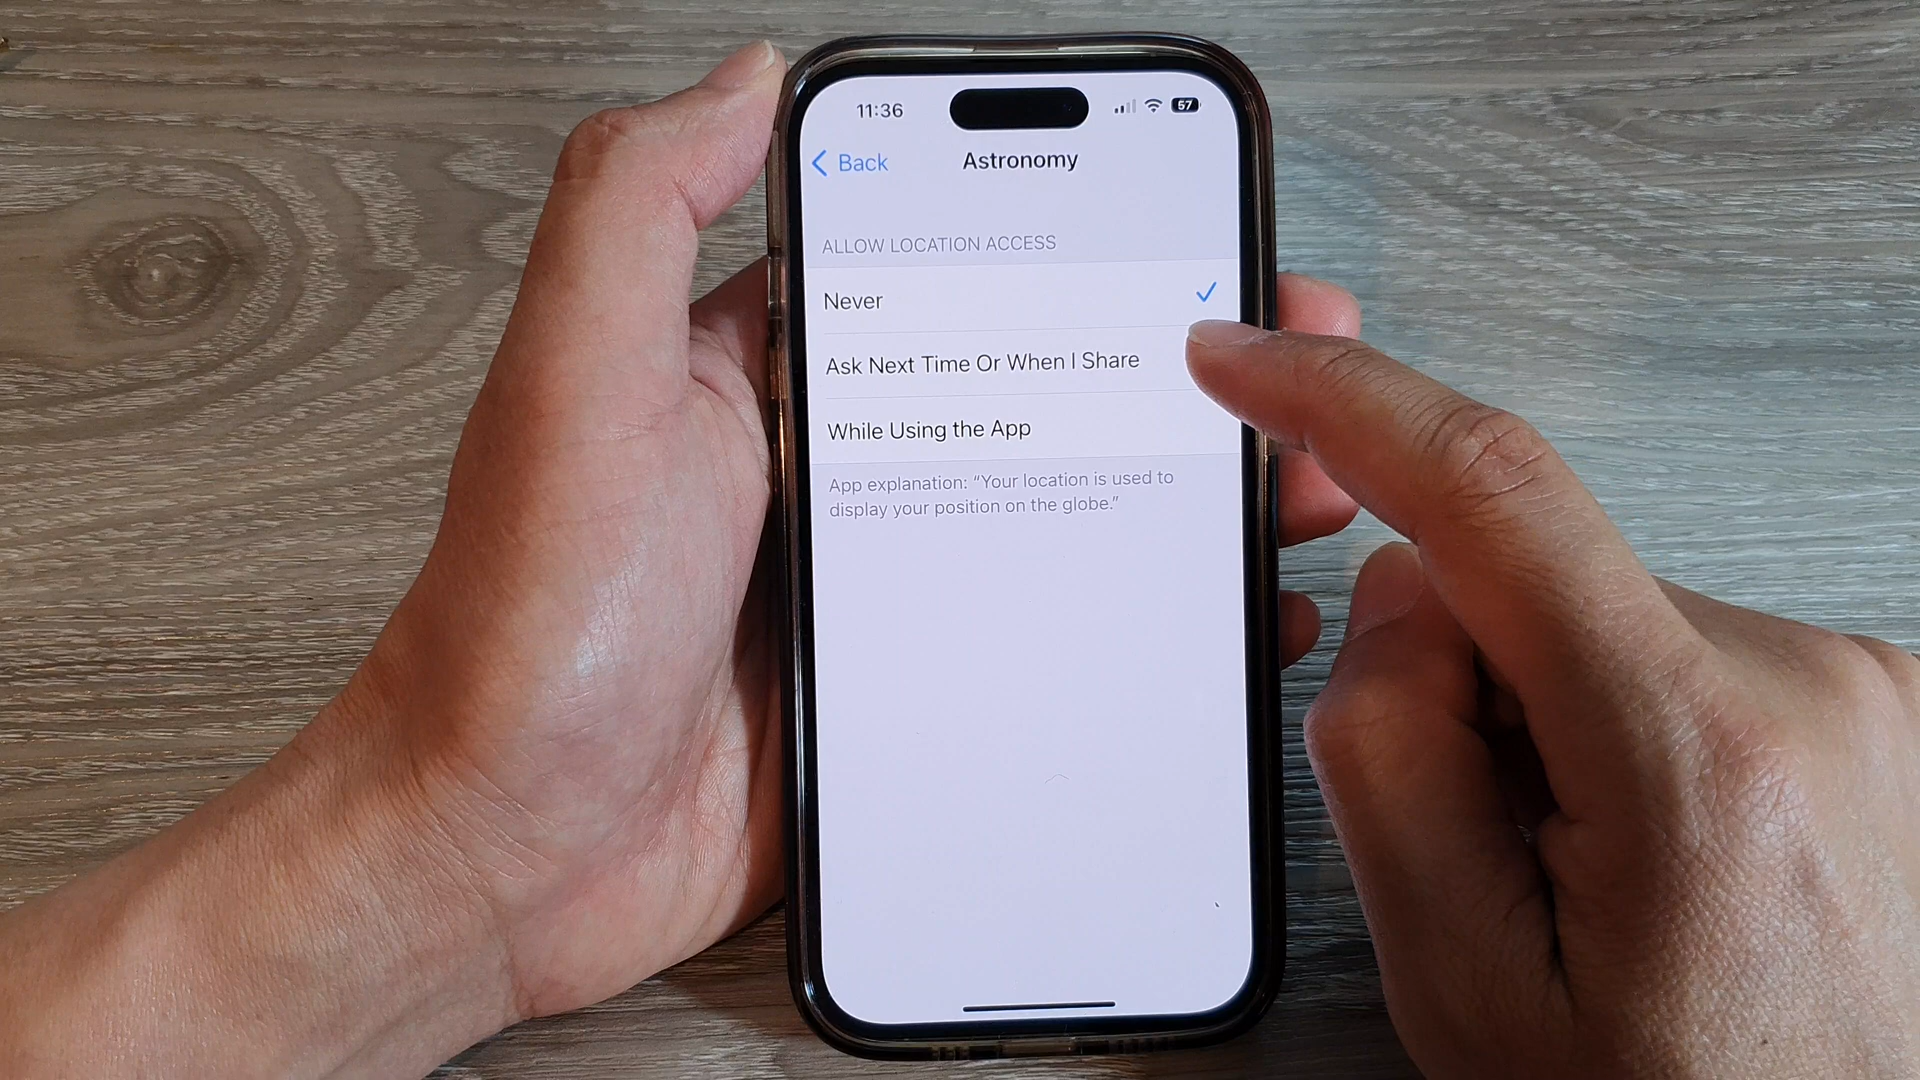 11:36
57
Back
Astronomy
ALLOW LOCATION ACCESS
Never
Ask Next Time Or When I Share
While Using the App
App explanation: “Your location is used to
display your position on the globe.”